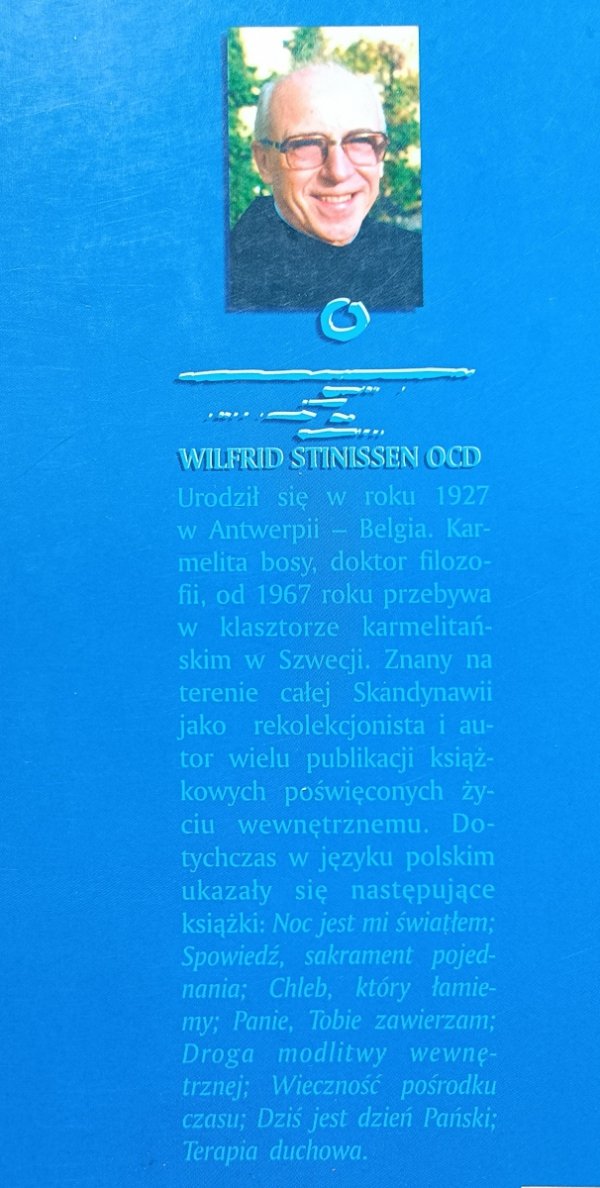 WILFRID STINISSEN OCD
Urodził się w roku 1927
w Antwerpii – Belgia. Kar-
melita bosy, doktor filozo-
fii, od 1967 roku przebywa
w klasztorze karmelitań-
skim w Szwecji. Znany na
terenie całej Skandynawii
jako rekolekcjonista i au-
tor wielu publikacji książ-
kowych poświęconych ży-
ciu wewnętrznemu. Do-
tychczas w języku polskim
ukazały się następujące
książki: Noc jest mi światłem;
Spowiedź, sakrament pojed-
nania; Chleb, który łamie-
my; Panie, Tobie zawierzam;
Droga modlitwy wewnę-
trznej; Wieczność pośrodku
czasu; Dziś jest dzień Pański;
Terapia duchowa.